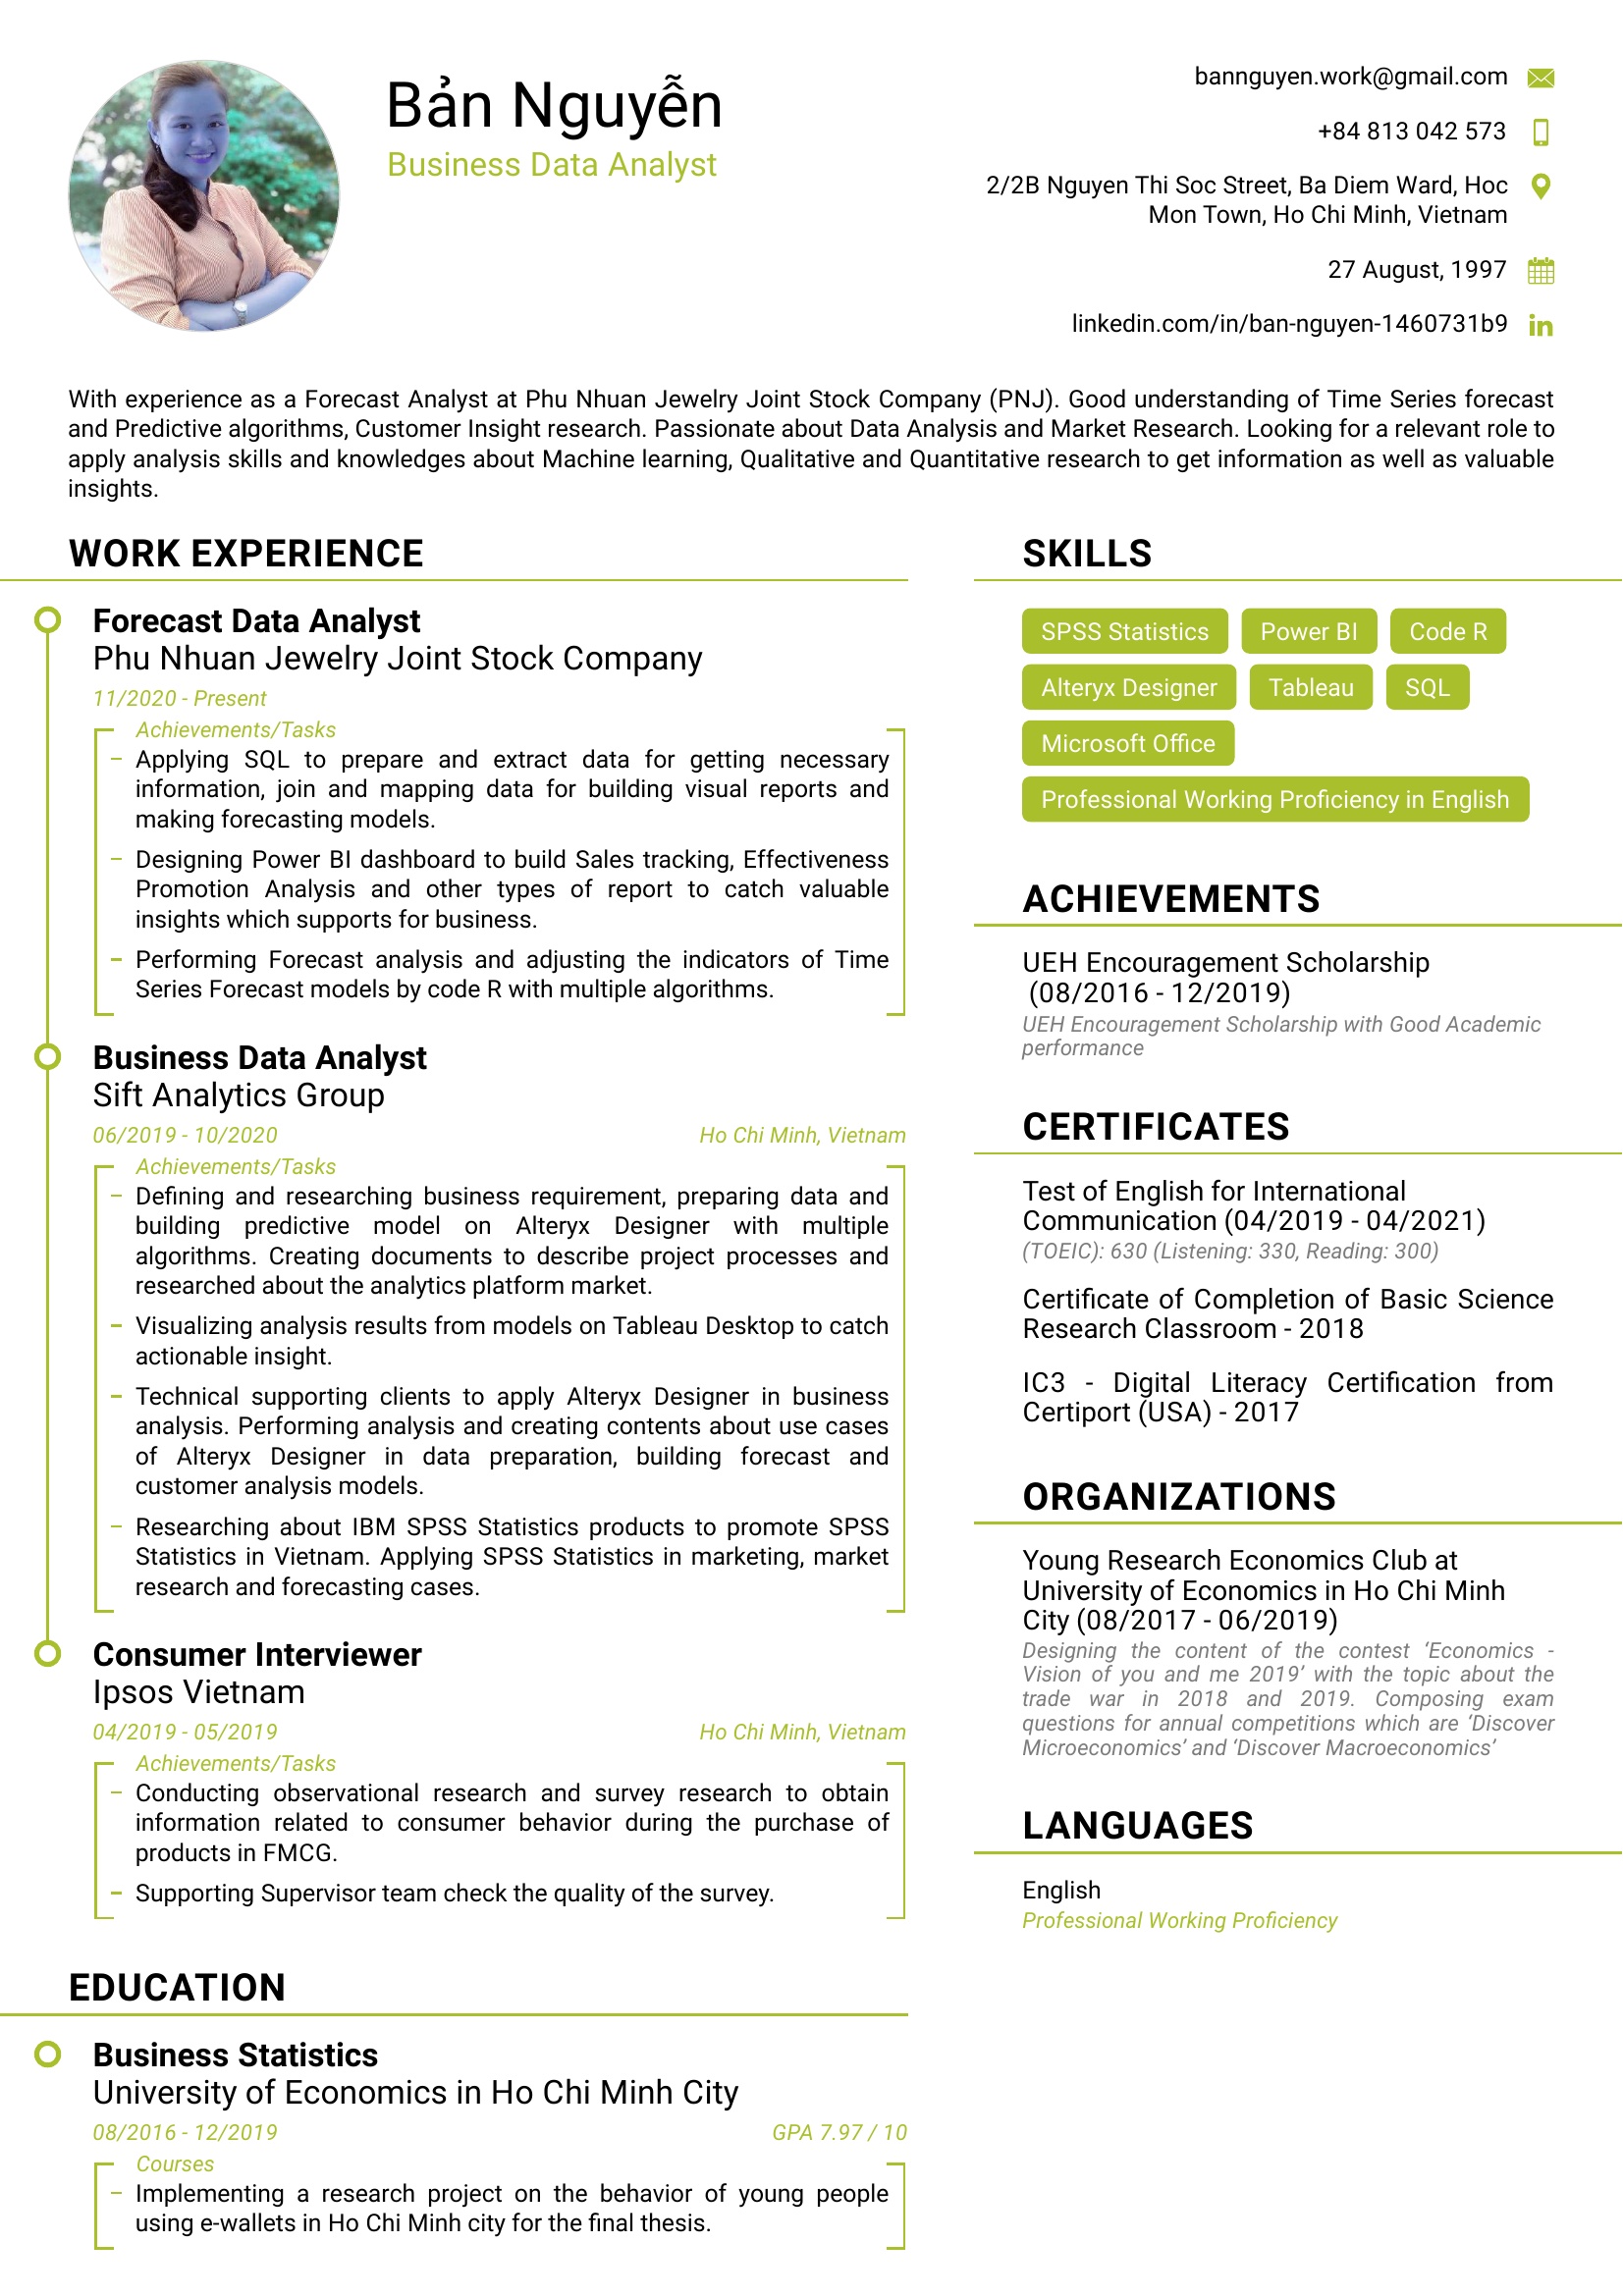 Bản Nguyễn
Business Data Analyst
bannguyen.work@gmail.com
+84 813 042 573
2/2B Nguyen Thi Soc Street, Ba Diem Ward, Hoc
Mon Town, Ho Chi Minh, Vietnam
27 August, 1997
linkedin.com/in/ban-nguyen-1460731b9
With experience as a Forecast Analyst at Phu Nhuan Jewelry Joint Stock Company (PNJ). Good understanding of Time Series forecast
and Predictive algorithms, Customer Insight research. Passionate about Data Analysis and Market Research. Looking for a relevant role to
apply analysis skills and knowledges about Machine learning, Qualitative and Quantitative research to get information as well as valuable
insights.
WORK EXPERIENCE
Forecast Data Analyst
Phu Nhuan Jewelry Joint Stock Company
11/2020 - Present
Achievements/Tasks
– Applying SQL to prepare and extract data for getting necessary
information, join and mapping data for building visual reports and
making forecasting models.
– Designing Power BI dashboard to build Sales tracking, Effectiveness
Promotion Analysis and other types of report to catch valuable
insights which supports for business.
– Performing Forecast analysis and adjusting the indicators of Time
Series Forecast models by code R with multiple algorithms.
Business Data Analyst
Sift Analytics Group
06/2019 - 10/2020 Ho Chi Minh, Vietnam
Achievements/Tasks
– Defining and researching business requirement, preparing data and
building predictive model on Alteryx Designer with multiple
algorithms. Creating documents to describe project processes and
researched about the analytics platform market.
– Visualizing analysis results from models on Tableau Desktop to catch
actionable insight.
– Technical supporting clients to apply Alteryx Designer in business
analysis. Performing analysis and creating contents about use cases
of Alteryx Designer in data preparation, building forecast and
customer analysis models.
– Researching about IBM SPSS Statistics products to promote SPSS
Statistics in Vietnam. Applying SPSS Statistics in marketing, market
research and forecasting cases.
Consumer Interviewer
Ipsos Vietnam
04/2019 - 05/2019 Ho Chi Minh, Vietnam
Achievements/Tasks
– Conducting observational research and survey research to obtain
information related to consumer behavior during the purchase of
products in FMCG.
– Supporting Supervisor team check the quality of the survey.
EDUCATION
Business Statistics
University of Economics in Ho Chi Minh City
08/2016 - 12/2019 GPA 7.97 / 10
Courses
– Implementing a research project on the behavior of young people
using e-wallets in Ho Chi Minh city for the final thesis.
SKILLS
SPSS Statistics Power BI Code R
Alteryx Designer Tableau SQL
Microsoft Office
Professional Working Proficiency in English
ACHIEVEMENTS
UEH Encouragement Scholarship
(08/2016 - 12/2019)
UEH Encouragement Scholarship with Good Academic
performance
CERTIFICATES
Test of English for International
Communication (04/2019 - 04/2021)
(TOEIC): 630 (Listening: 330, Reading: 300)
Certificate of Completion of Basic Science
Research Classroom - 2018
IC3 - Digital Literacy Certification from
Certiport (USA) - 2017
ORGANIZATIONS
Young Research Economics Club at
University of Economics in Ho Chi Minh
City (08/2017 - 06/2019)
Designing the content of the contest ‘Economics -
Vision of you and me 2019’ with the topic about the
trade war in 2018 and 2019. Composing exam
questions for annual competitions which are ‘Discover
Microeconomics’ and ‘Discover Macroeconomics’
LANGUAGES
English
Professional Working Proficiency